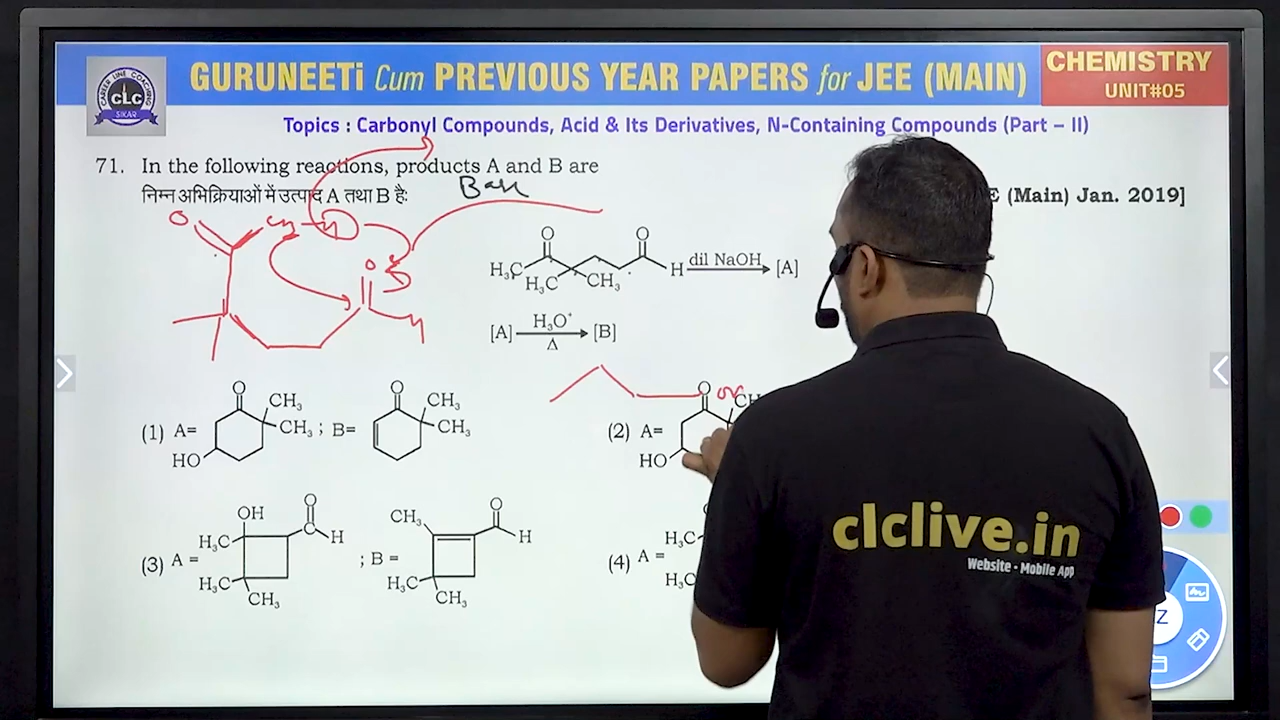 GURUNEETi Cum PREVIOUS YEAR PAPERS for JEE (MAIN)
CHEMISTRY
UNIT#05
CAREER LINE COACHING
CLC
SIKAR
Topics : Carbonyl Compounds, Acid & Its Derivatives, N-Containing Compounds (Part – II)
71. In the following reactions, products A and B are
निम्न अभिक्रियाओं में उत्पाद A तथा B है:
(Main) Jan. 2019]
O
O
O O
H₃C H dil NaOH [A]
H₃C CH₃
[A] H₃O⁺ Δ [B]
(1) A= O CH₃ CH₃ HO ; B= O CH₃ CH₃
(2) A= O HO
(3) A = OH H₃C H₃C CH₃ O H ; B = CH₃ H₃C CH₃ O H
(4) A = H₃C H₃C
clclive.in
Website • Mobile App
Z